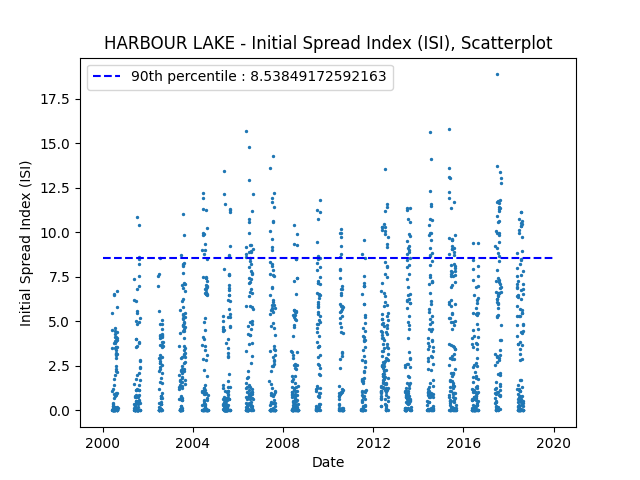 HARBOUR LAKE - Initial Spread Index (ISI), Scatterplot
90th percentile : 8.53849172592163
17.5
15.0
12.5
10.0
7.5
5.0
2.5
0.0
Initial Spread Index (ISI)
2000 2004 2008 2012 2016 2020
Date